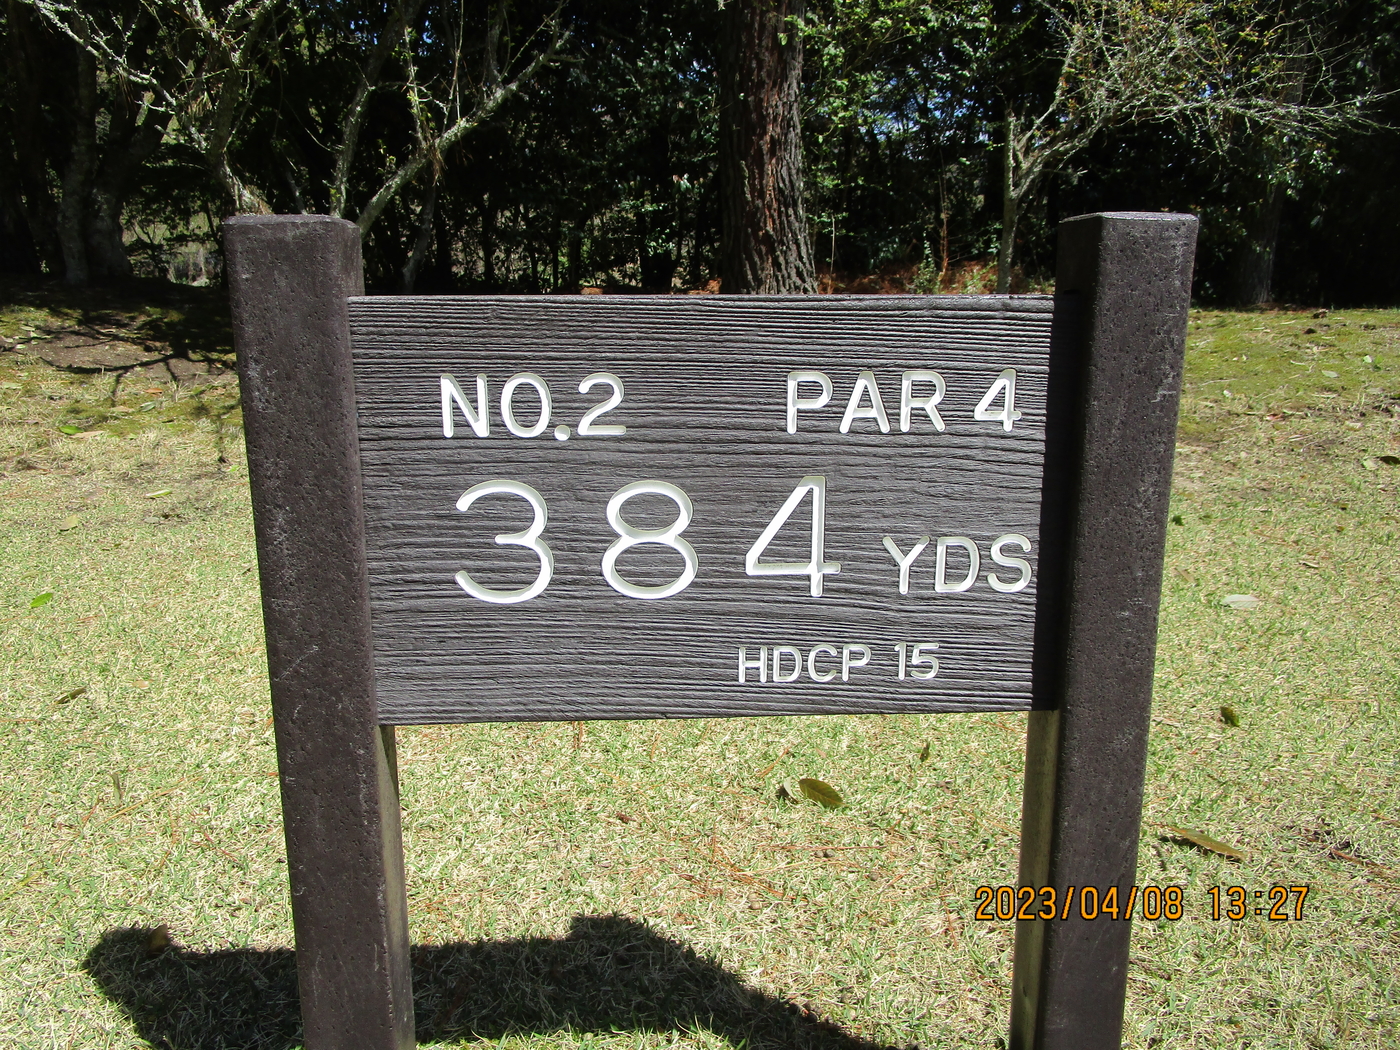 NO.2 PAR 4
384 YDS
HDCP 15
2023/04/08 13:27